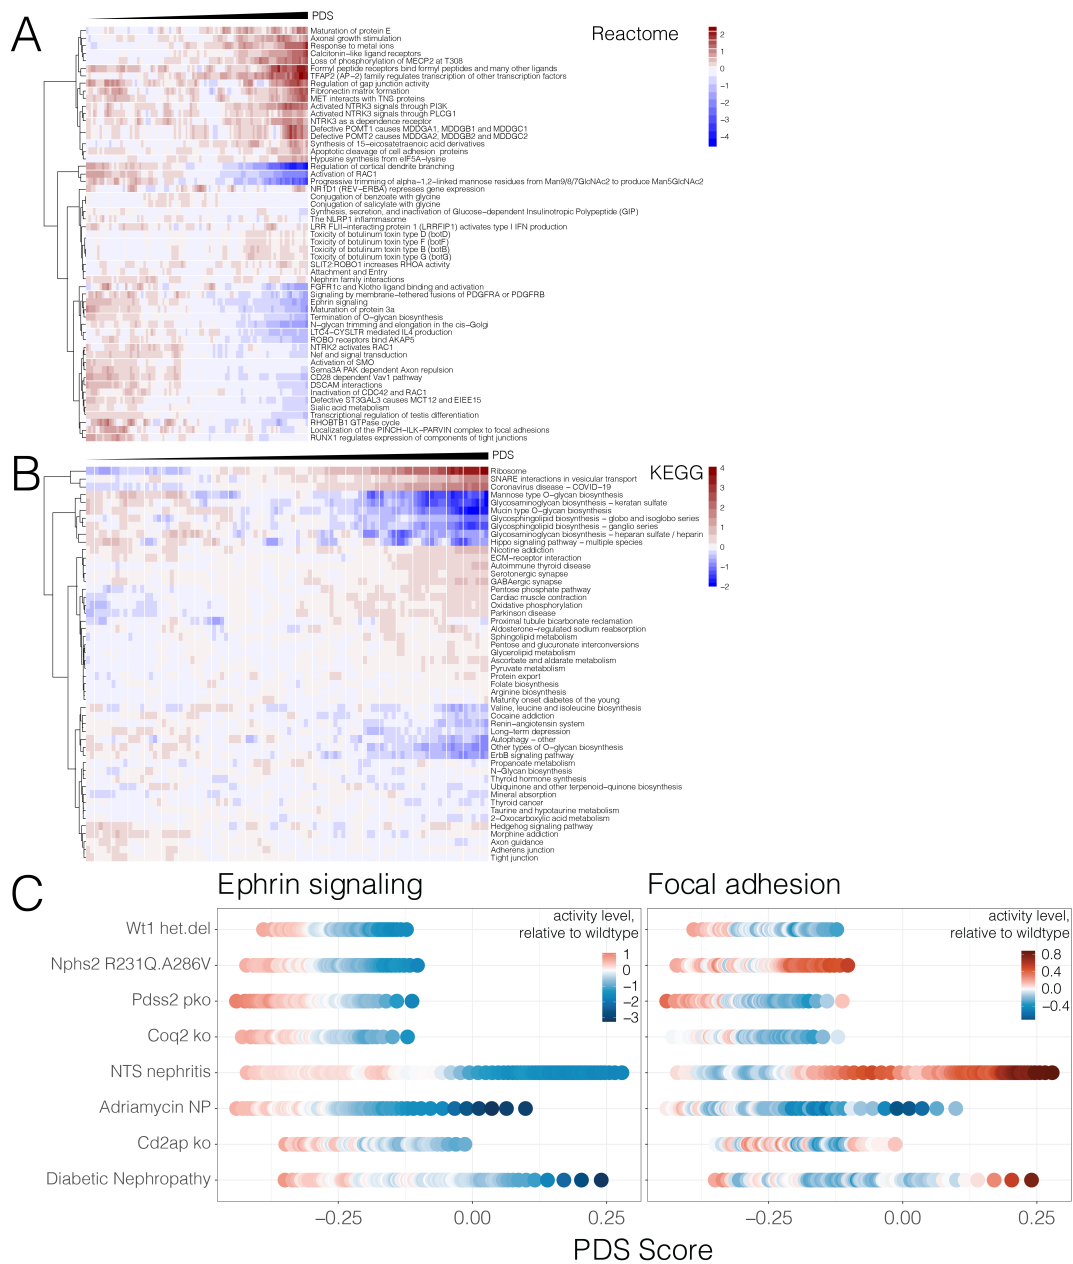 A
PDS
Reactome
Maturation of protein E
Axonal growth stimulation
Response to metal ions
Calcitonin−like ligand receptors
Loss of phosphorylation of MECP2 at T308
Formyl peptide receptors bind formyl peptides and many other ligands
TFAP2 (AP−2) family regulates transcription of other transcription factors
Regulation of gap junction activity
Fibronectin matrix formation
MET interacts with TNS proteins
Activated NTRK3 signals through PI3K
Activated NTRK3 signals through PLCG1
NTRK3 as a dependence receptor
Defective POMT1 causes MDDGA1, MDDGB1 and MDDGC1
Defective POMT2 causes MDDGA2, MDDGB2 and MDDGC2
Synthesis of 15−eicosatetraenoic acid derivatives
Apoptotic cleavage of cell adhesion  proteins
Hypusine synthesis from eIF5A−lysine
Regulation of cortical dendrite branching
Activation of RAC1
Progressive trimming of alpha−1,2−linked mannose residues from Man9/8/7GlcNAc2 to produce Man5GlcNAc2
NR1D1 (REV−ERBA) represses gene expression
Conjugation of benzoate with glycine
Conjugation of salicylate with glycine
Synthesis, secretion, and inactivation of Glucose−dependent Insulinotropic Polypeptide (GIP)
The NLRP1 inflammasome
LRR FLII−interacting protein 1 (LRRFIP1) activates type I IFN production
Toxicity of botulinum toxin type D (botD)
Toxicity of botulinum toxin type F (botF)
Toxicity of botulinum toxin type B (botB)
Toxicity of botulinum toxin type G (botG)
SLIT2:ROBO1 increases RHOA activity
Attachment and Entry
Nephrin family interactions
FGFR1c and Klotho ligand binding and activation
Signaling by membrane−tethered fusions of PDGFRA or PDGFRB
Ephrin signaling
Maturation of protein 3a
Termination of O−glycan biosynthesis
N−glycan trimming and elongation in the cis−Golgi
LTC4−CYSLTR mediated IL4 production
ROBO receptors bind AKAP5
NTRK2 activates RAC1
Nef and signal transduction
Activation of SMO
Sema3A PAK dependent Axon repulsion
CD28 dependent Vav1 pathway
DSCAM interactions
Inactivation of CDC42 and RAC1
Defective ST3GAL3 causes MCT12 and EIEE15
Sialic acid metabolism
Transcriptional regulation of testis differentiation
RHOBTB1 GTPase cycle
Localization of the PINCH−ILK−PARVIN complex to focal adhesions
RUNX1 regulates expression of components of tight junctions
2
1
0
−1
−2
−3
−4
B
PDS
KEGG
Ribosome
SNARE interactions in vesicular transport
Coronavirus disease − COVID−19
Mannose type O−glycan biosynthesis
Glycosaminoglycan biosynthesis − keratan sulfate
Mucin type O−glycan biosynthesis
Glycosphingolipid biosynthesis − globo and isoglobo series
Glycosphingolipid biosynthesis − ganglio series
Glycosaminoglycan biosynthesis − heparan sulfate / heparin
Hippo signaling pathway − multiple species
Nicotine addiction
ECM−receptor interaction
Autoimmune thyroid disease
Serotonergic synapse
GABAergic synapse
Pentose phosphate pathway
Cardiac muscle contraction
Oxidative phosphorylation
Parkinson disease
Proximal tubule bicarbonate reclamation
Aldosterone−regulated sodium reabsorption
Sphingolipid metabolism
Pentose and glucuronate interconversions
Glycerolipid metabolism
Ascorbate and aldarate metabolism
Pyruvate metabolism
Protein export
Folate biosynthesis
Arginine biosynthesis
Maturity onset diabetes of the young
Valine, leucine and isoleucine biosynthesis
Cocaine addiction
Renin−angiotensin system
Long−term depression
Autophagy − other
Other types of O−glycan biosynthesis
ErbB signaling pathway
Propanoate metabolism
N−Glycan biosynthesis
Thyroid hormone synthesis
Ubiquinone and other terpenoid−quinone biosynthesis
Mineral absorption
Thyroid cancer
Taurine and hypotaurine metabolism
2−Oxocarboxylic acid metabolism
Hedgehog signaling pathway
Morphine addiction
Axon guidance
Adherens junction
Tight junction
4
3
2
1
0
−1
−2
C
Ephrin signaling
Focal adhesion
Wt1 het.del
Nphs2 R231Q.A286V
Pdss2 pko
Coq2 ko
NTS nephritis
Adriamycin NP
Cd2ap ko
Diabetic Nephropathy
activity level,
relative to wildtype
1
0
−1
−2
−3
activity level,
relative to wildtype
0.8
0.4
0.0
−0.4
−0.25 0.00 0.25
−0.25 0.00 0.25
PDS Score